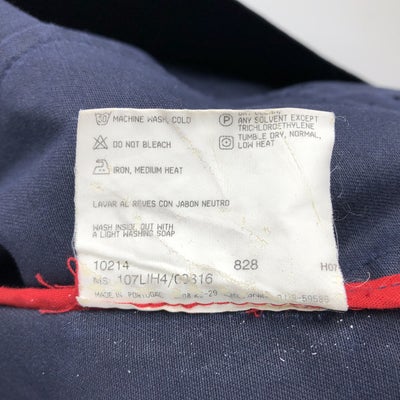 30 MACHINE WASH, COLD
DO NOT BLEACH
IRON, MEDIUM HEAT
P ANY SOLVENT EXCEPT
TRICHLOROETHYLENE
TUMBLE DRY, NORMAL,
LOW HEAT
LAVAR AL REVES CON JABON NEUTRO
WASH INSIDE OUT WITH
A LIGHT WASHING SOAP
10214 828
MADE IN PORTUGAL